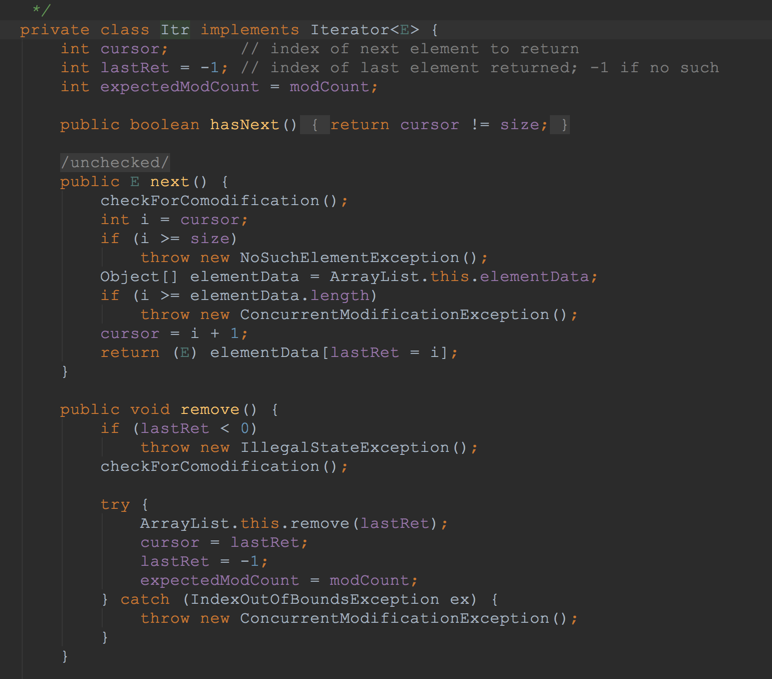 */
private class Itr implements Iterator<E> {
    int cursor;       // index of next element to return
    int lastRet = -1; // index of last element returned; -1 if no such
    int expectedModCount = modCount;

    public boolean hasNext() { return cursor != size; }

    /unchecked/
    public E next() {
        checkForComodification();
        int i = cursor;
        if (i >= size)
            throw new NoSuchElementException();
        Object[] elementData = ArrayList.this.elementData;
        if (i >= elementData.length)
            throw new ConcurrentModificationException();
        cursor = i + 1;
        return (E) elementData[lastRet = i];
    }

    public void remove() {
        if (lastRet < 0)
            throw new IllegalStateException();
        checkForComodification();

        try {
            ArrayList.this.remove(lastRet);
            cursor = lastRet;
            lastRet = -1;
            expectedModCount = modCount;
        } catch (IndexOutOfBoundsException ex) {
            throw new ConcurrentModificationException();
        }
    }